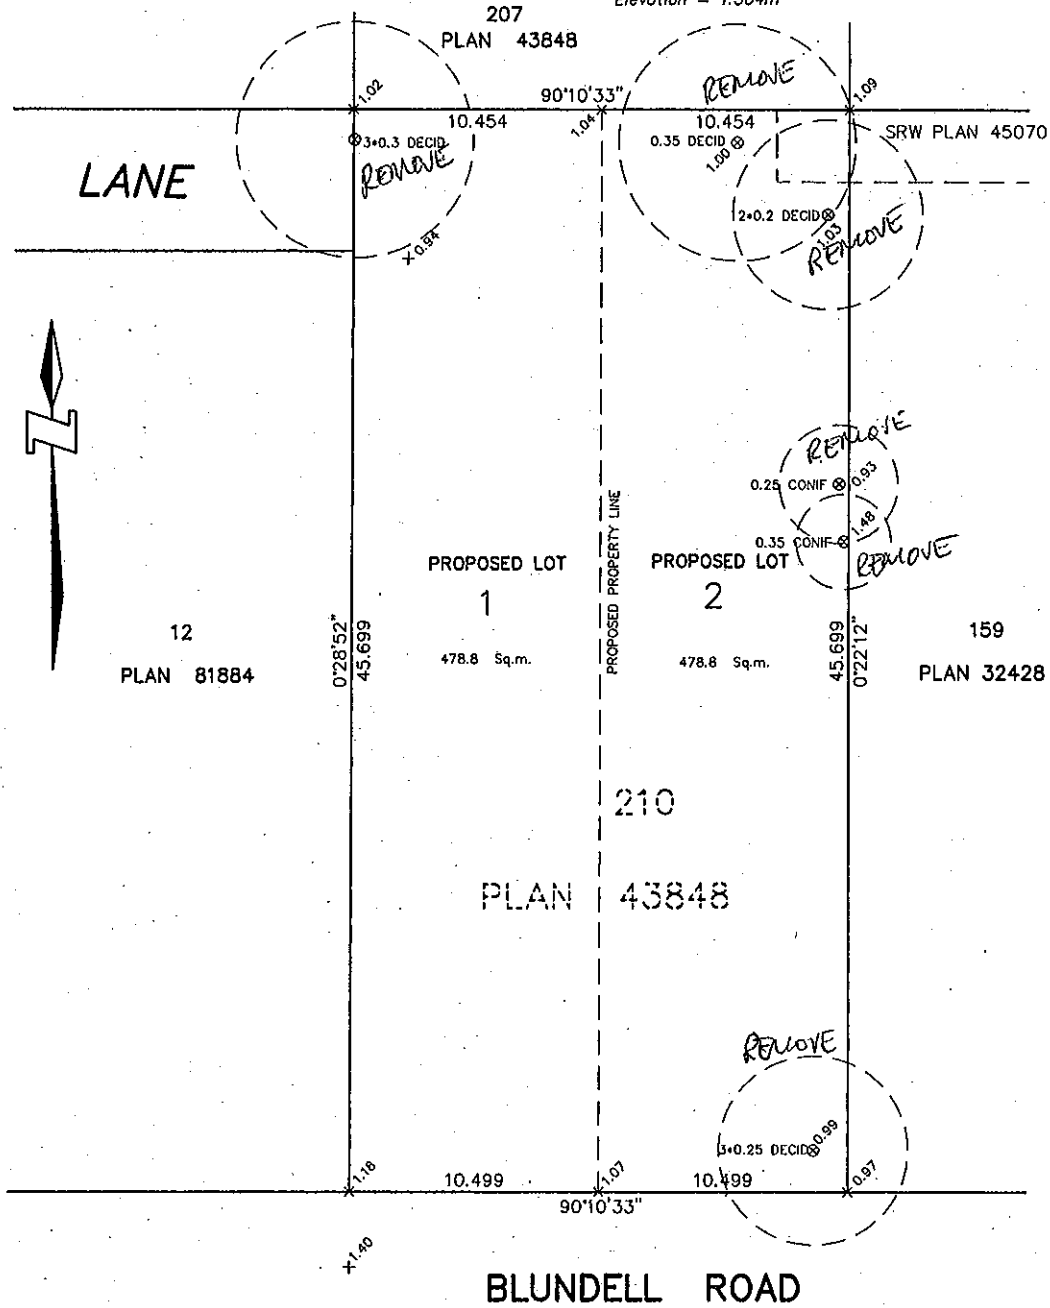 207
PLAN 43848
1.02
90°10'33"
REMOVE
1.09
10.454
1.04
10.454
SRW PLAN 45070
3*0.3 DECID
REMOVE
0.35 DECID
1.00
LANE
2*0.2 DECID
1.03
REMOVE
0.94
REMOVE
0.25 CONIF
0.93
1.48
0.35 CONIF
REMOVE
PROPOSED LOT
1
478.8 Sq.m.
PROPOSED PROPERTY LINE
PROPOSED LOT
2
478.8 Sq.m.
12
PLAN 81884
0°28'52"
45.699
45.699
0°22'12"
159
PLAN 32428
210
PLAN 43848
REMOVE
3*0.25 DECID
0.99
1.18
10.499
1.07
10.499
0.97
90°10'33"
1.40
BLUNDELL ROAD